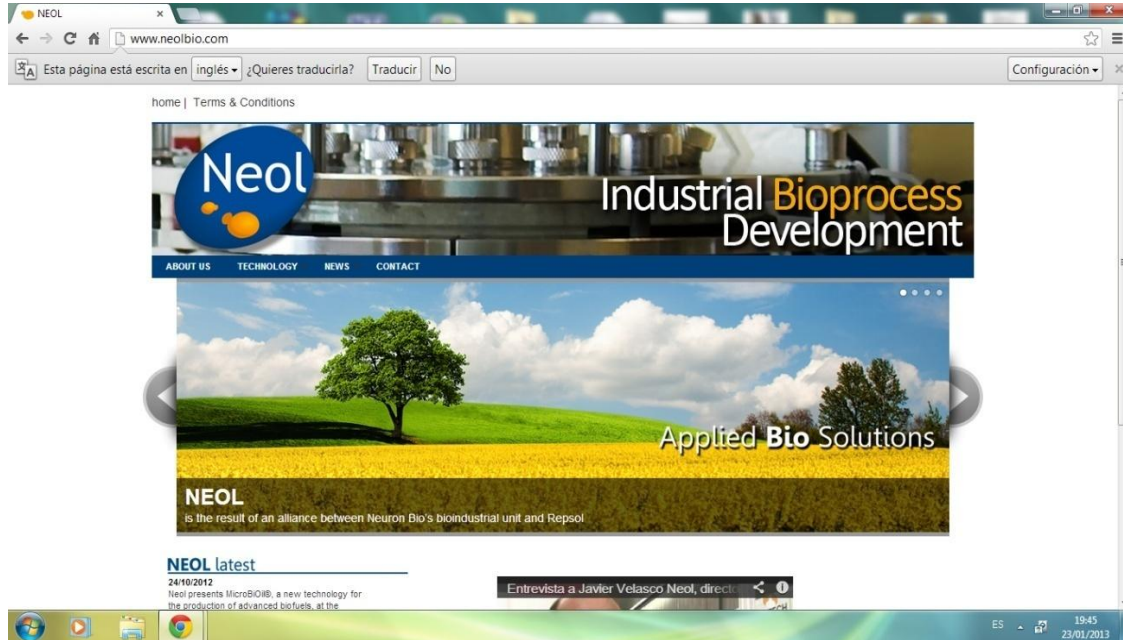 NEOL
www.neolbio.com
Esta página está escrita en inglés ¿Quieres traducirla? Traducir No Configuración
home | Terms & Conditions
Neol
Industrial Bioprocess
Development
ABOUT US TECHNOLOGY NEWS CONTACT
Applied Bio Solutions
NEOL
is the result of an alliance between Neuron Bio's bioindustrial unit and Repsol
NEOL latest
24/10/2012
Neol presents MicroBiOil®, a new technology for
the production of advanced biofuels, at the
Entrevista a Javier Velasco Neol, directo
ES 19:45
23/01/2013